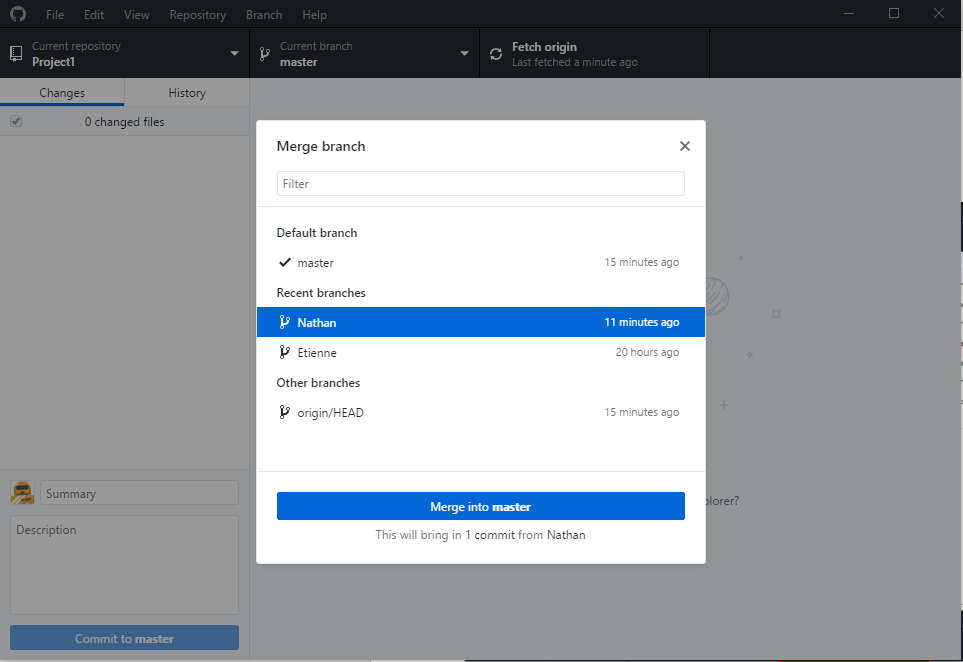 File Edit View Repository Branch Help
Current repository
Project1
Current branch
master
Fetch origin
Last fetched a minute ago
Changes History
0 changed files
Merge branch
Filter
Default branch
master 15 minutes ago
Recent branches
Nathan 11 minutes ago
Etienne 20 hours ago
Other branches
origin/HEAD 15 minutes ago
Merge into master
This will bring in 1 commit from Nathan
Summary
Description
Commit to master